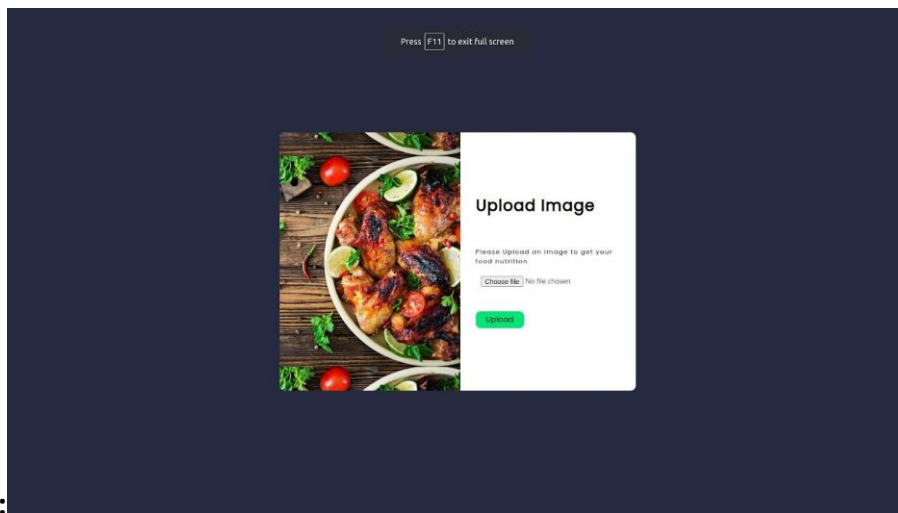 Press F11 to exit full screen
Upload Image
Please Upload an Image to get your
food nutrition
Choose file No file chosen
Upload
: